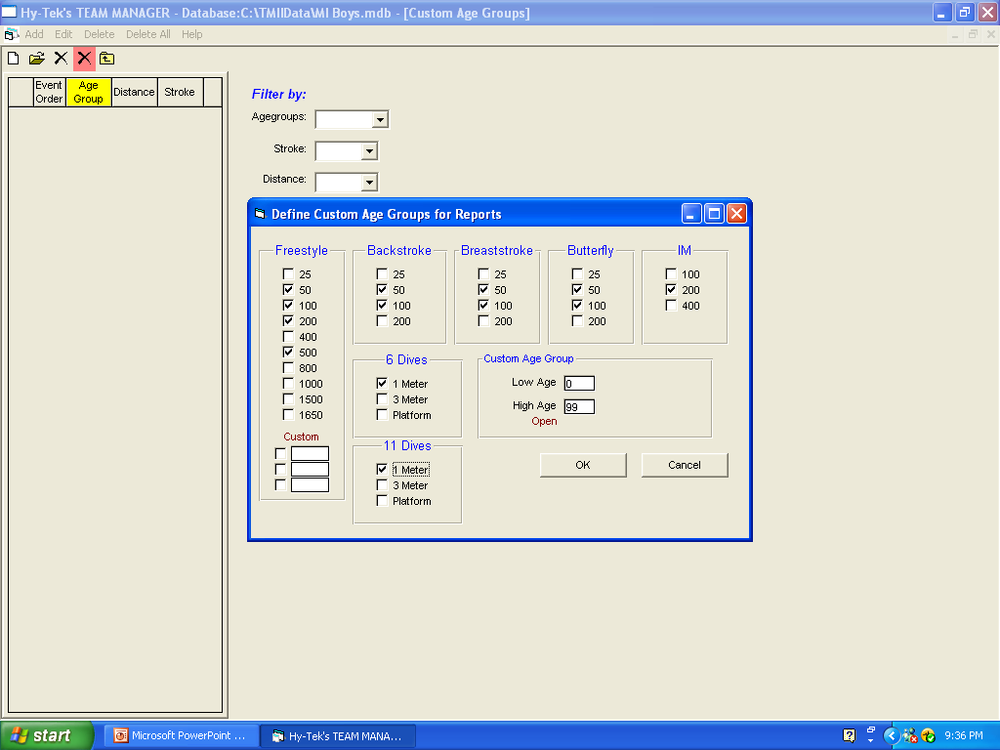 Hy-Tek's TEAM MANAGER - Database:C:\TMIIData\MI Boys.mdb - [Custom Age Groups]
Add Edit Delete Delete All Help
Event Order Age Group Distance Stroke
Filter by:
Agegroups:
Stroke:
Distance:
Define Custom Age Groups for Reports
Freestyle
25
50
100
200
400
500
800
1000
1500
1650
Custom
Backstroke
25
50
100
200
Breaststroke
25
50
100
200
Butterfly
25
50
100
200
IM
100
200
400
6 Dives
1 Meter
3 Meter
Platform
11 Dives
1 Meter
3 Meter
Platform
Custom Age Group
Low Age 0
High Age 99
Open
OK Cancel
start Microsoft PowerPoint ... Hy-Tek's TEAM MANA... 9:36 PM